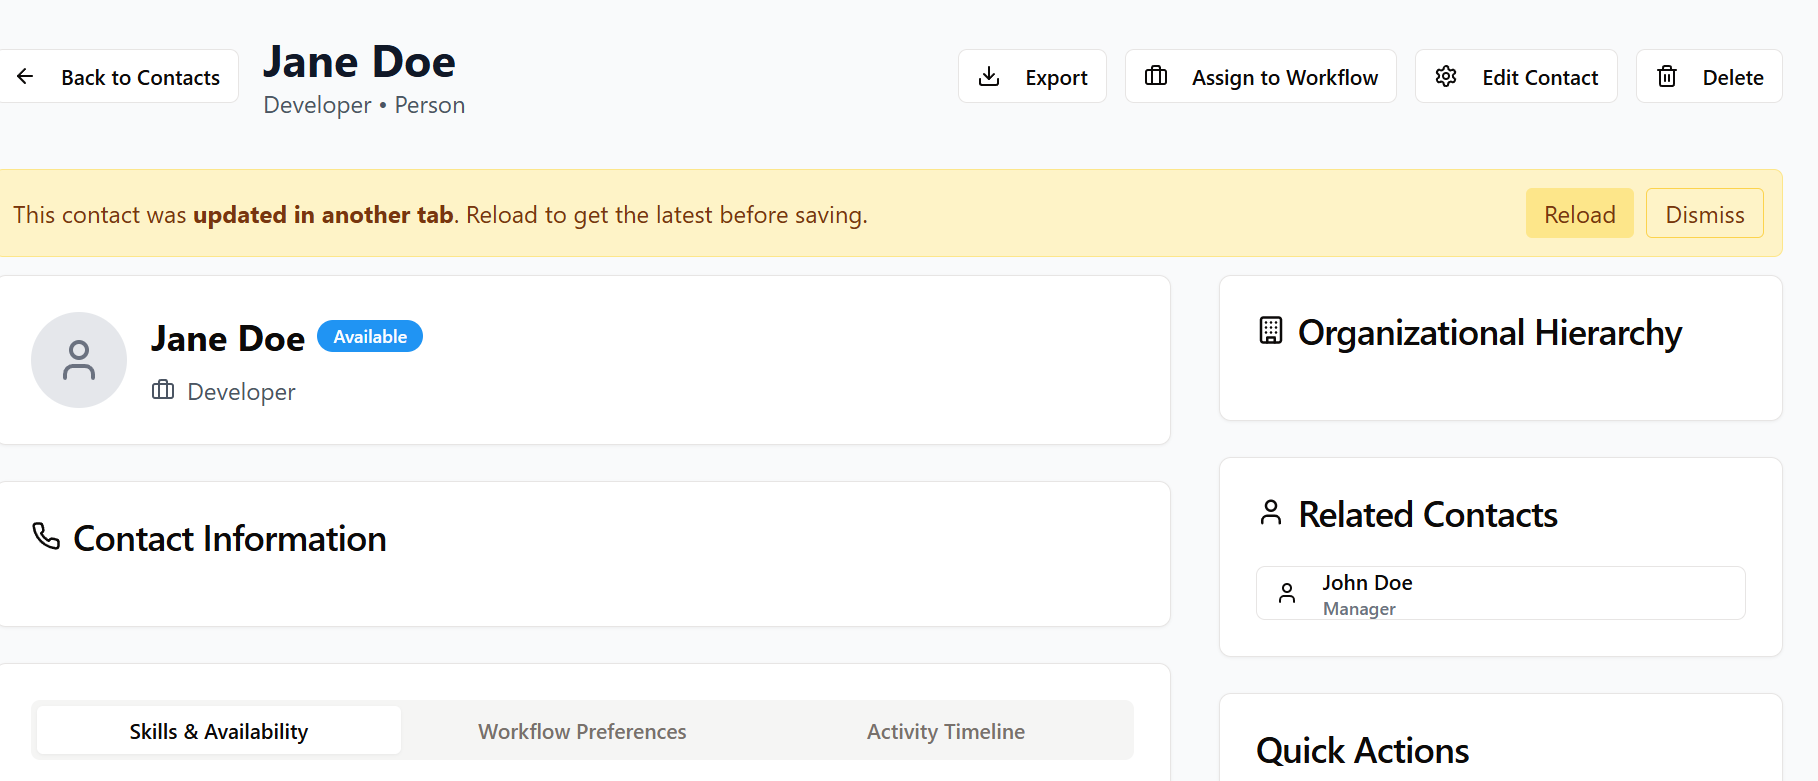 Back to Contacts
Jane Doe
Developer • Person
Export
Assign to Workflow
Edit Contact
Delete
This contact was updated in another tab. Reload to get the latest before saving.
Reload
Dismiss
Jane Doe
Available
Developer
Organizational Hierarchy
Contact Information
Related Contacts
John Doe
Manager
Skills & Availability
Workflow Preferences
Activity Timeline
Quick Actions